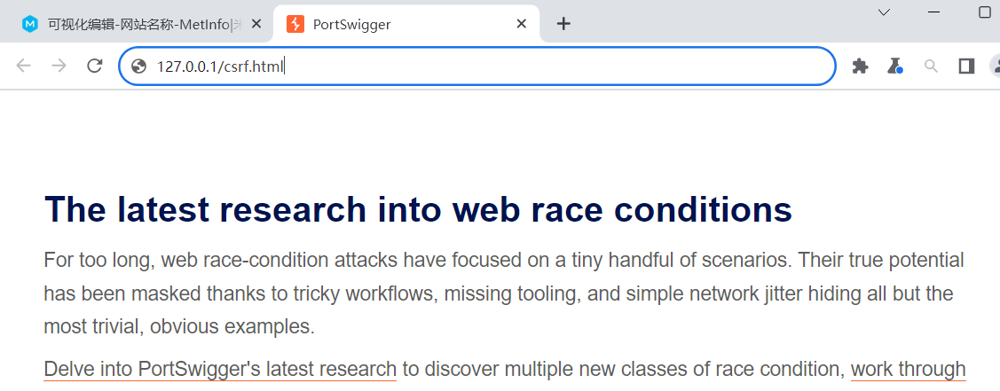 可视化编辑-网站名称-MetInfo|
PortSwigger
127.0.0.1/csrf.html
The latest research into web race conditions
For too long, web race-condition attacks have focused on a tiny handful of scenarios. Their true potential
has been masked thanks to tricky workflows, missing tooling, and simple network jitter hiding all but the
most trivial, obvious examples.
Delve into PortSwigger's latest research to discover multiple new classes of race condition, work through